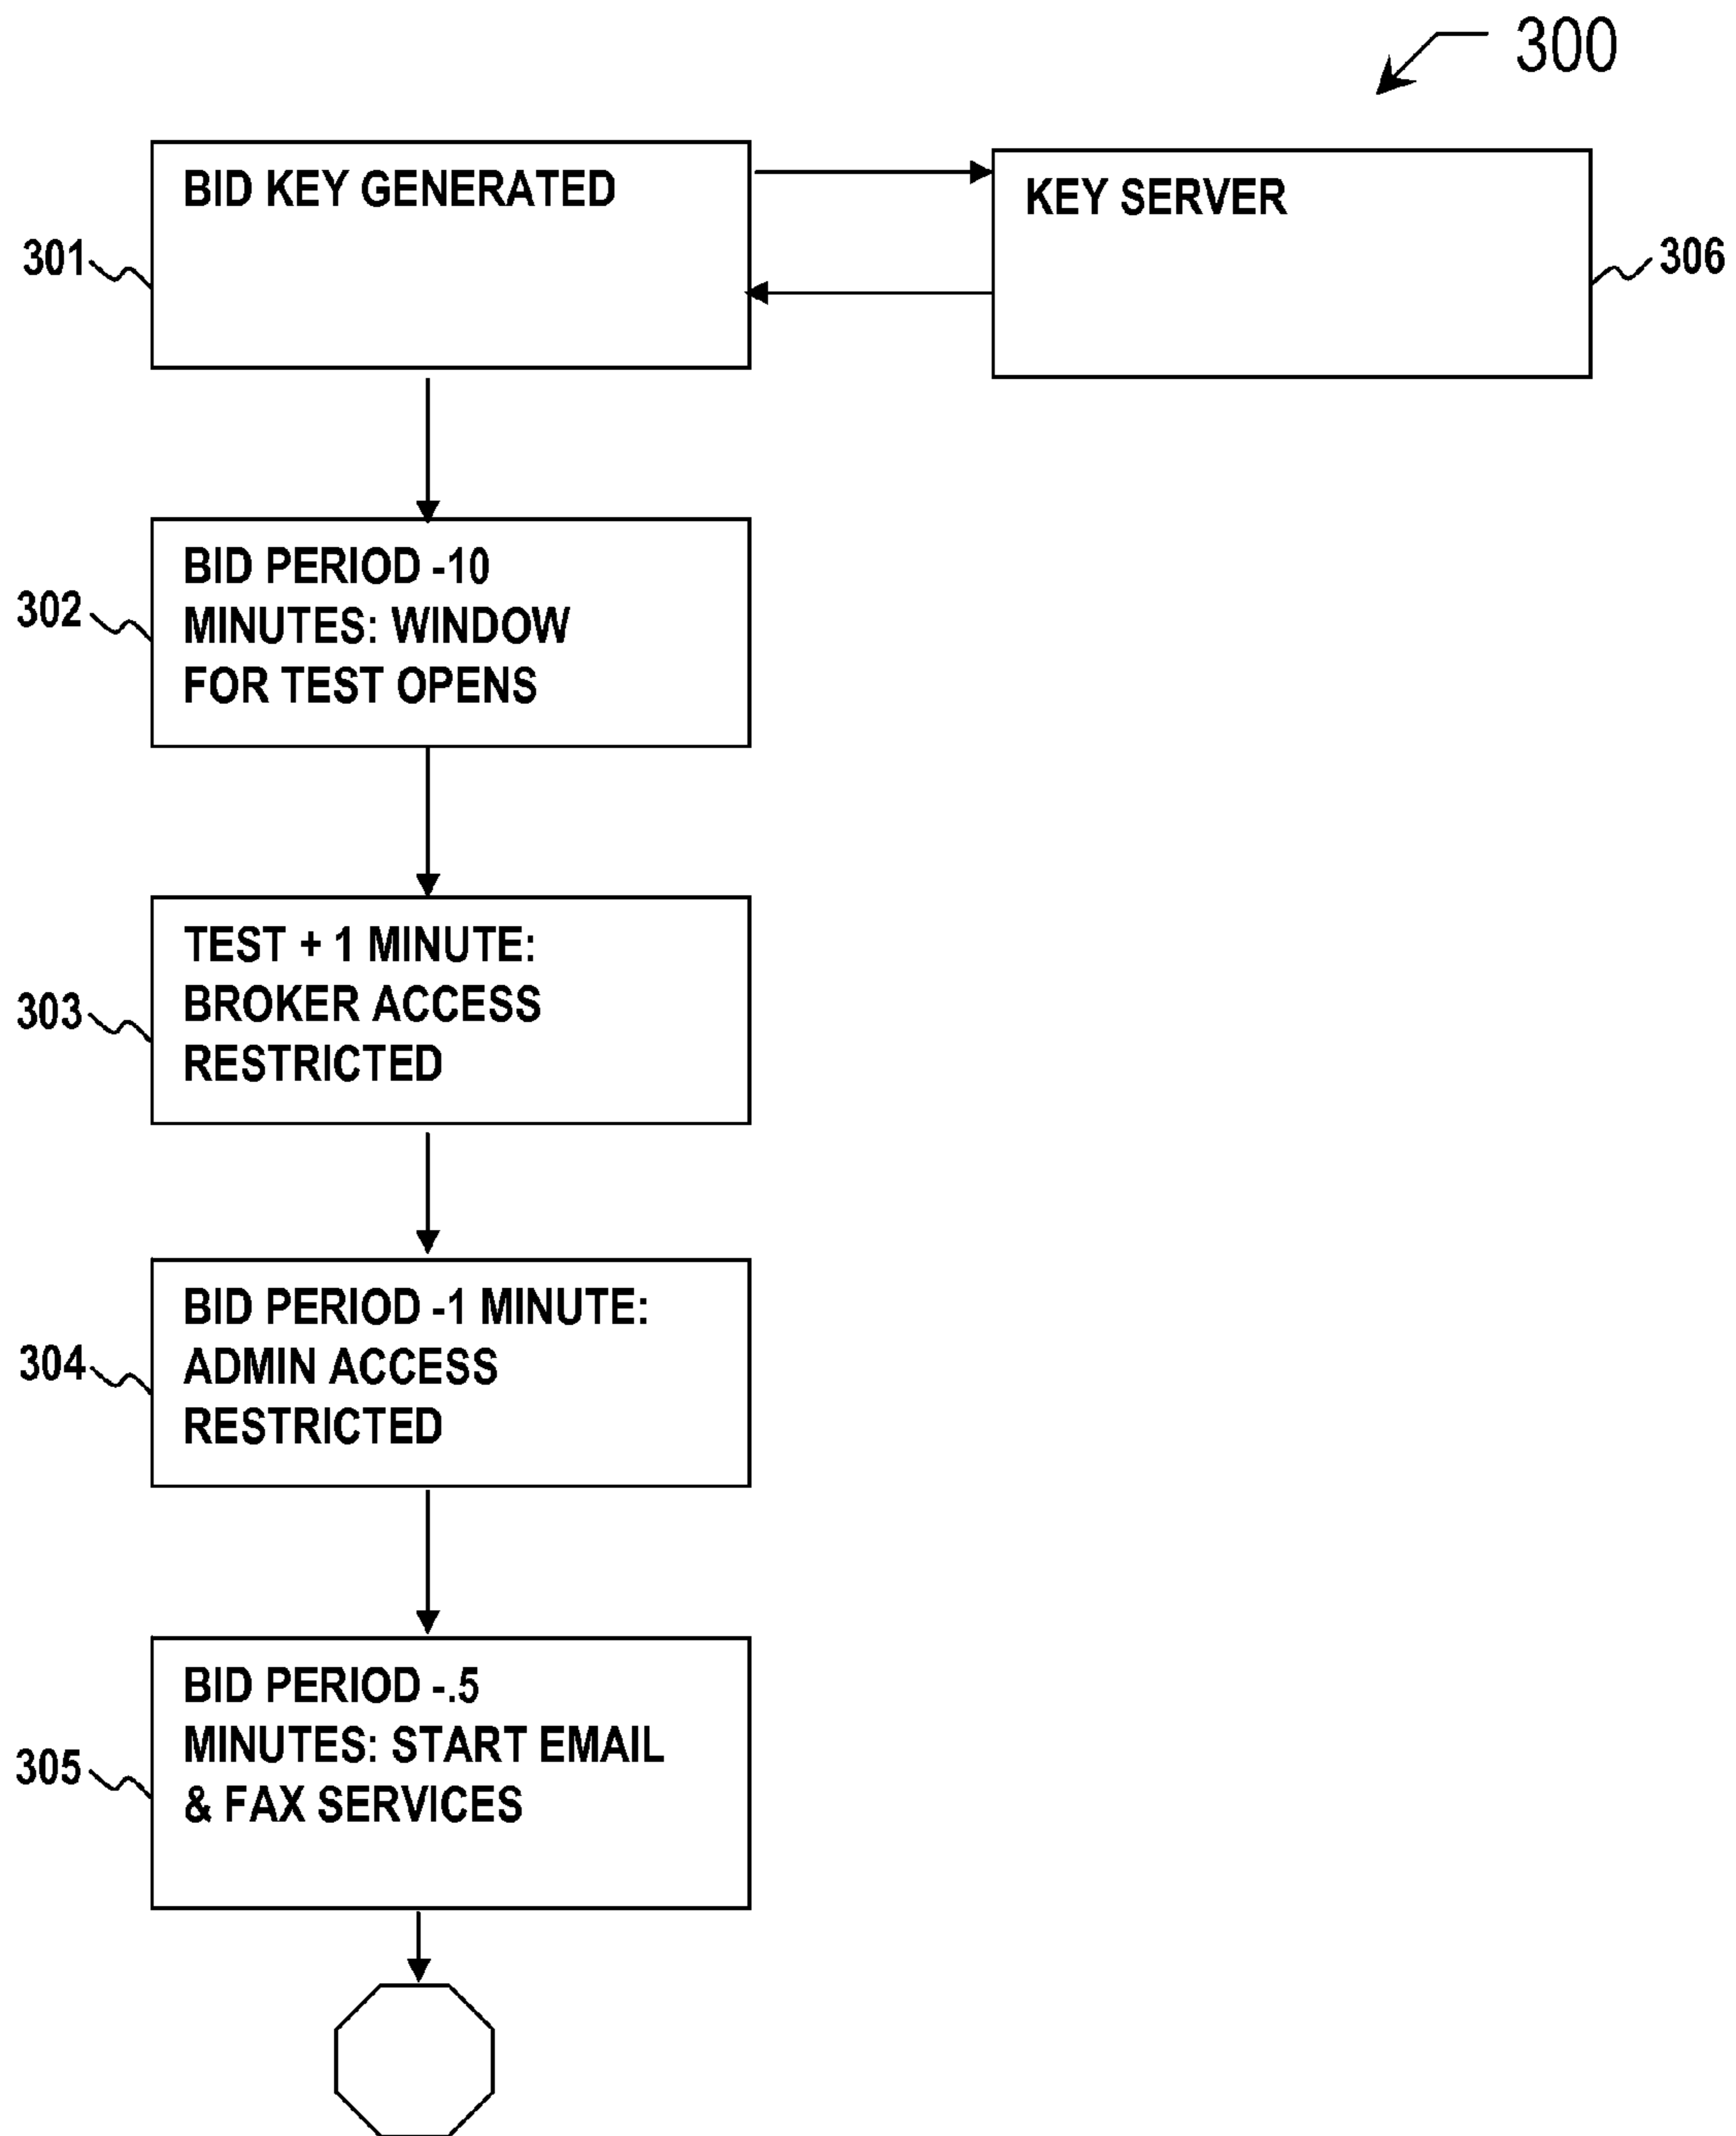 300
BID KEY GENERATED
KEY SERVER
301
306
BID PERIOD -10
MINUTES: WINDOW
FOR TEST OPENS
302
TEST + 1 MINUTE:
BROKER ACCESS
RESTRICTED
303
BID PERIOD -1 MINUTE:
ADMIN ACCESS
RESTRICTED
304
BID PERIOD -.5
MINUTES: START EMAIL
& FAX SERVICES
305